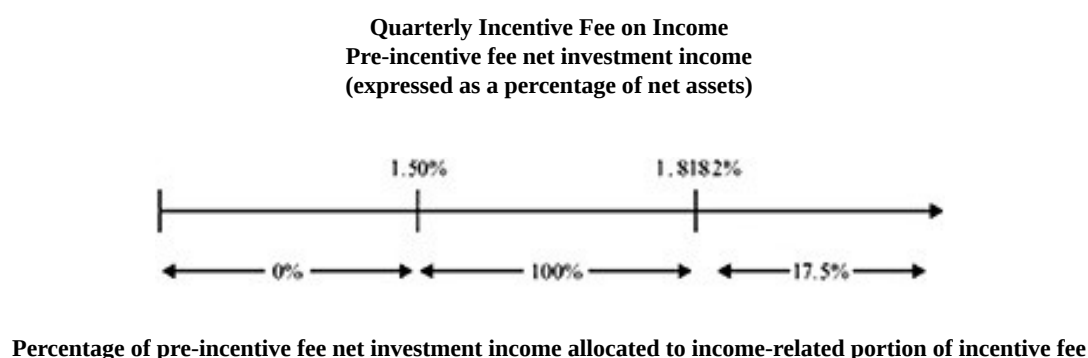 Quarterly Incentive Fee on Income
Pre-incentive fee net investment income
(expressed as a percentage of net assets)
1.50% 1.8182%
0% 100% 17.5%
Percentage of pre-incentive fee net investment income allocated to income-related portion of incentive fee